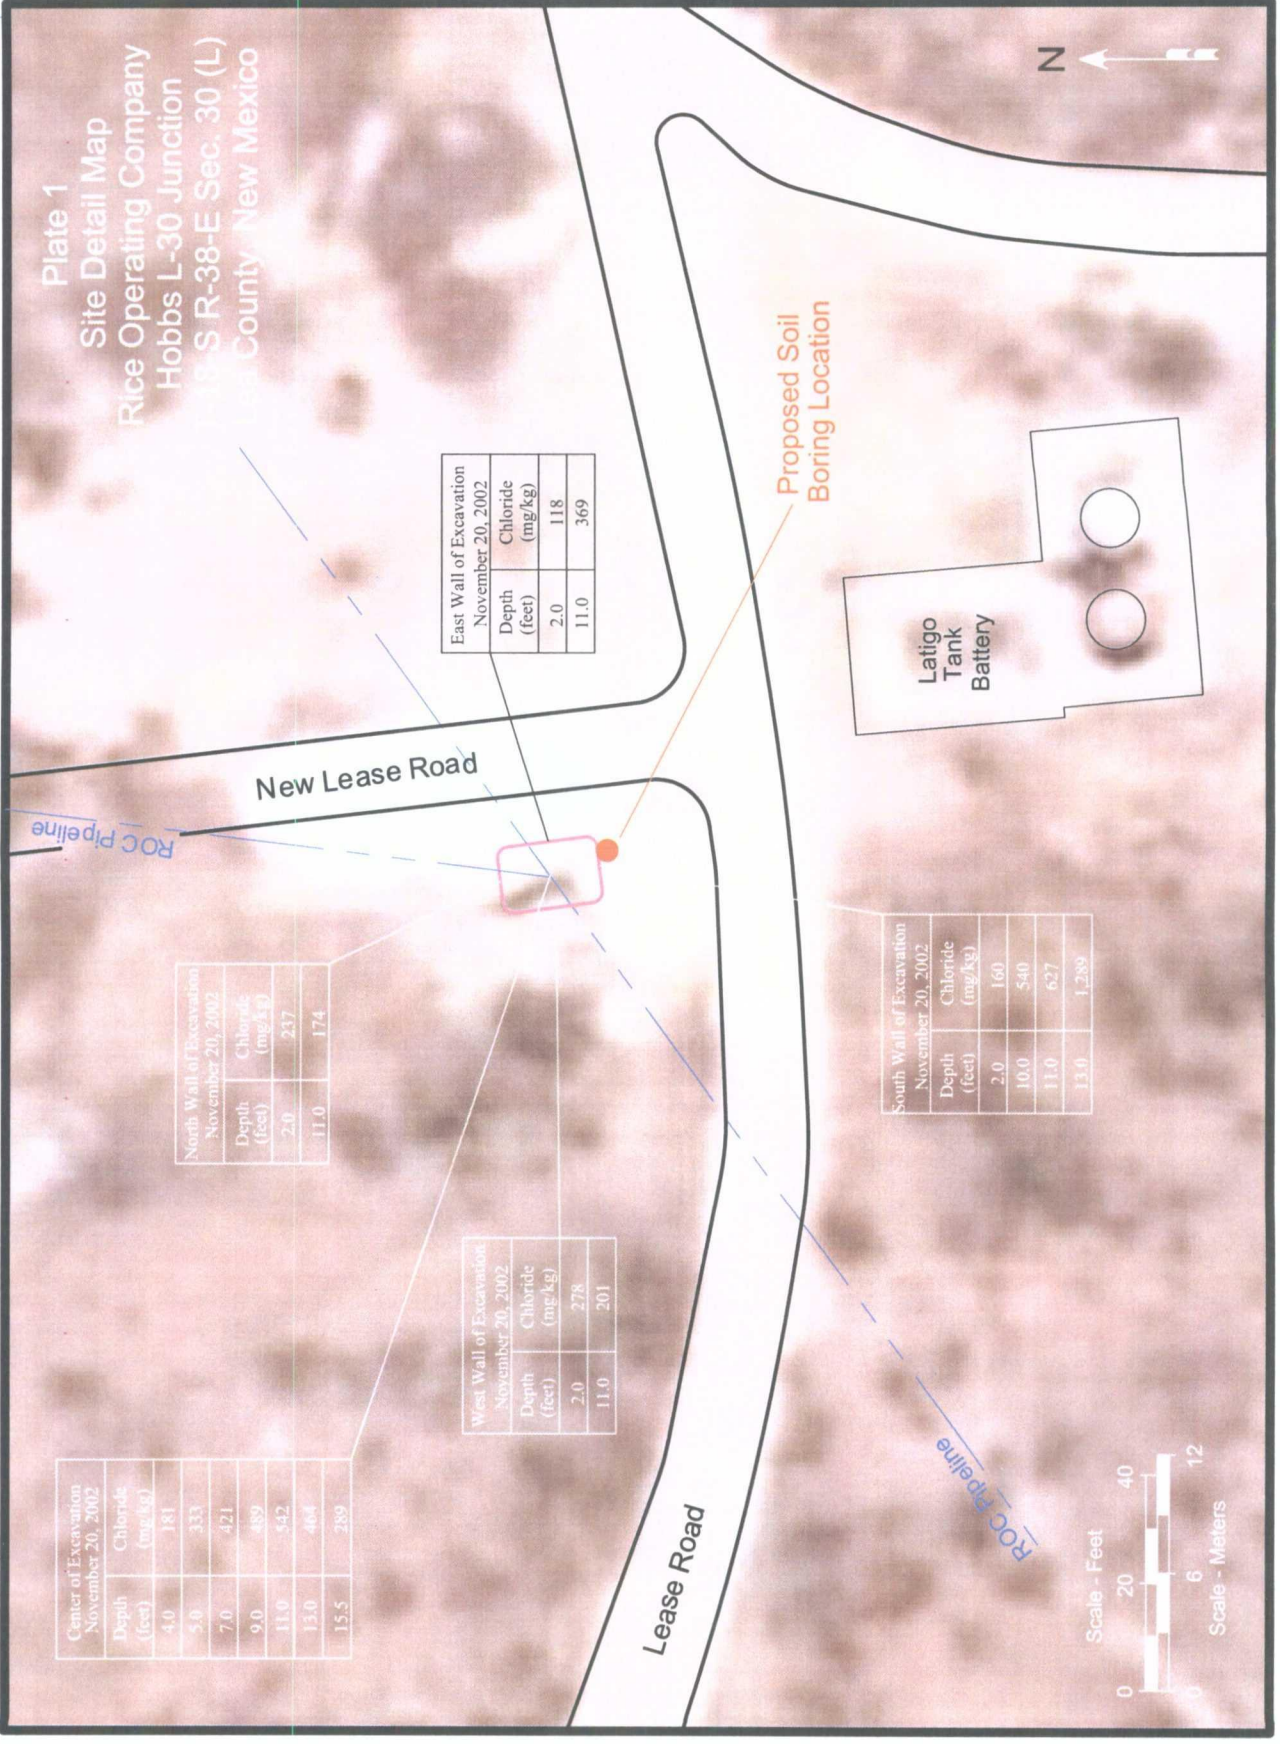 Plate 1
Site Detail Map
Rice Operating Company
Hobbs L-30 Junction
S R-38-E Sec. 30 (L)
County New Mexico
N
Center of Excavation
November 20, 2002
Depth (feet) Chloride (mg/kg)
4.0 181
5.0 333
7.0 421
9.0 489
11.0 542
13.0 464
15.5 289
North Wall of Excavation
November 20, 2002
Depth (feet) Chloride (mg/kg)
2.0 237
11.0 174
East Wall of Excavation
November 20, 2002
Depth (feet) Chloride (mg/kg)
2.0 118
11.0 369
West Wall of Excavation
November 20, 2002
Depth (feet) Chloride (mg/kg)
2.0 278
11.0 201
South Wall of Excavation
November 20, 2002
Depth (feet) Chloride (mg/kg)
2.0 160
10.0 540
11.0 627
13.0 1,289
ROC Pipeline
New Lease Road
Proposed Soil
Boring Location
Latigo
Tank
Battery
Lease Road
ROC Pipeline
Scale - Feet
0 20 40
0 6 12
Scale - Meters